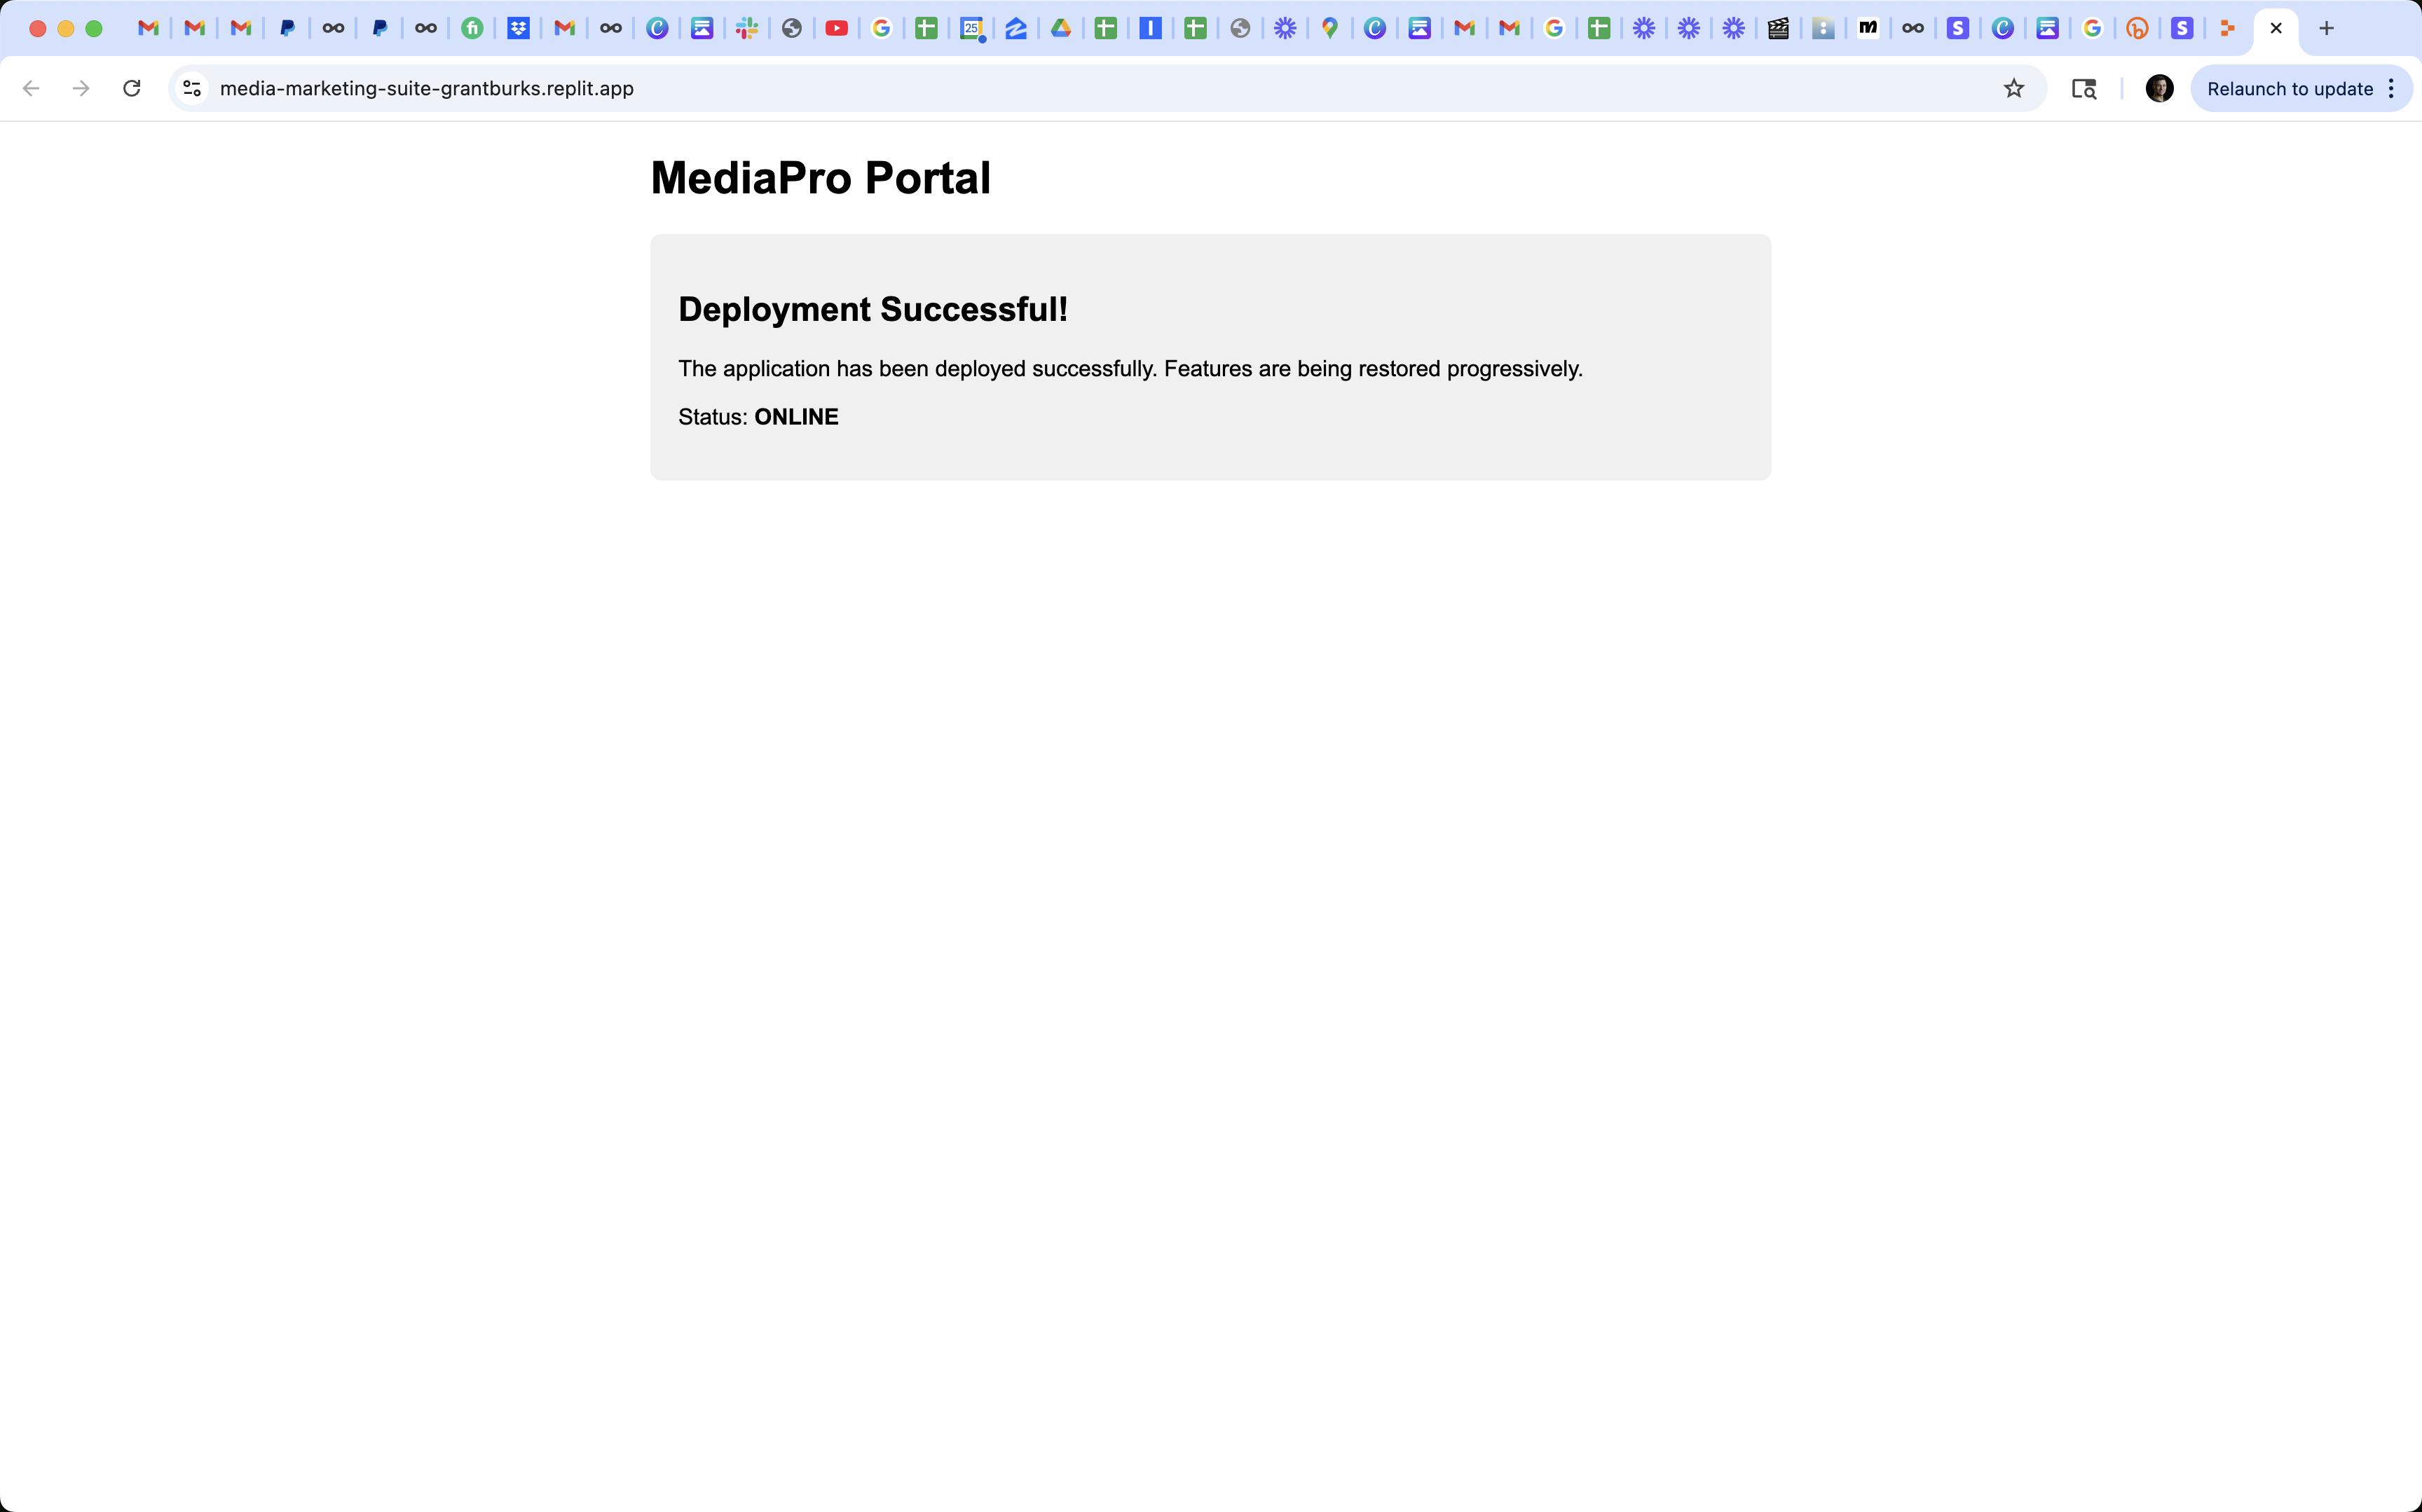 25
media-marketing-suite-grantburks.replit.app
Relaunch to update
MediaPro Portal
Deployment Successful!
The application has been deployed successfully. Features are being restored progressively.
Status: ONLINE